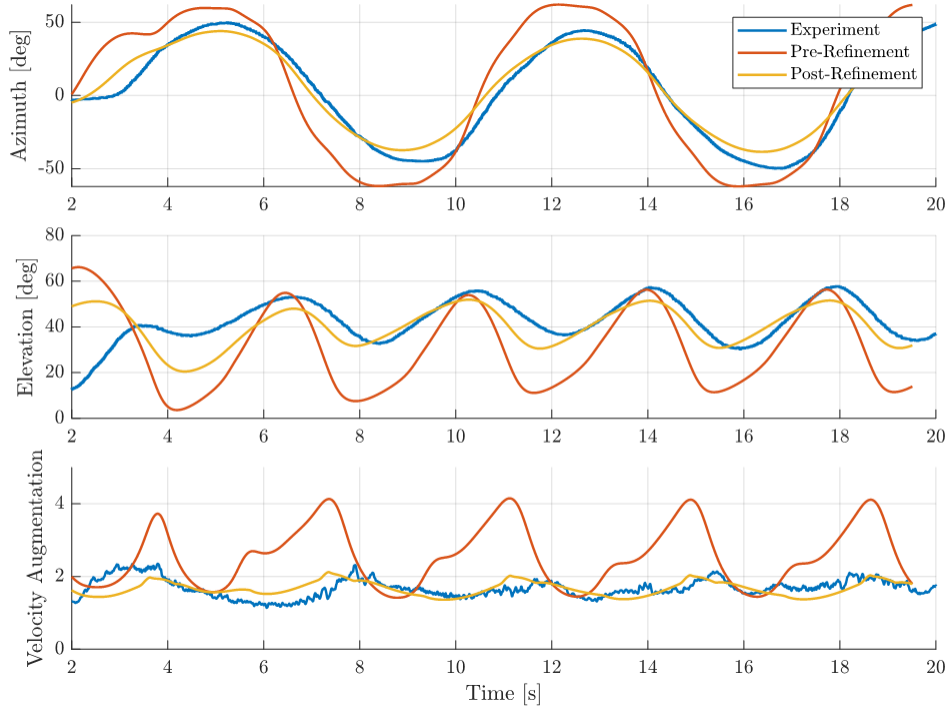 50
0
-50
Azimuth [deg]
Experiment
Pre-Refinement
Post-Refinement
2 4 6 8 10 12 14 16 18 20
80
60
40
20
0
Elevation [deg]
2 4 6 8 10 12 14 16 18 20
4
2
0
Velocity Augmentation
2 4 6 8 10 12 14 16 18 20
Time [s]